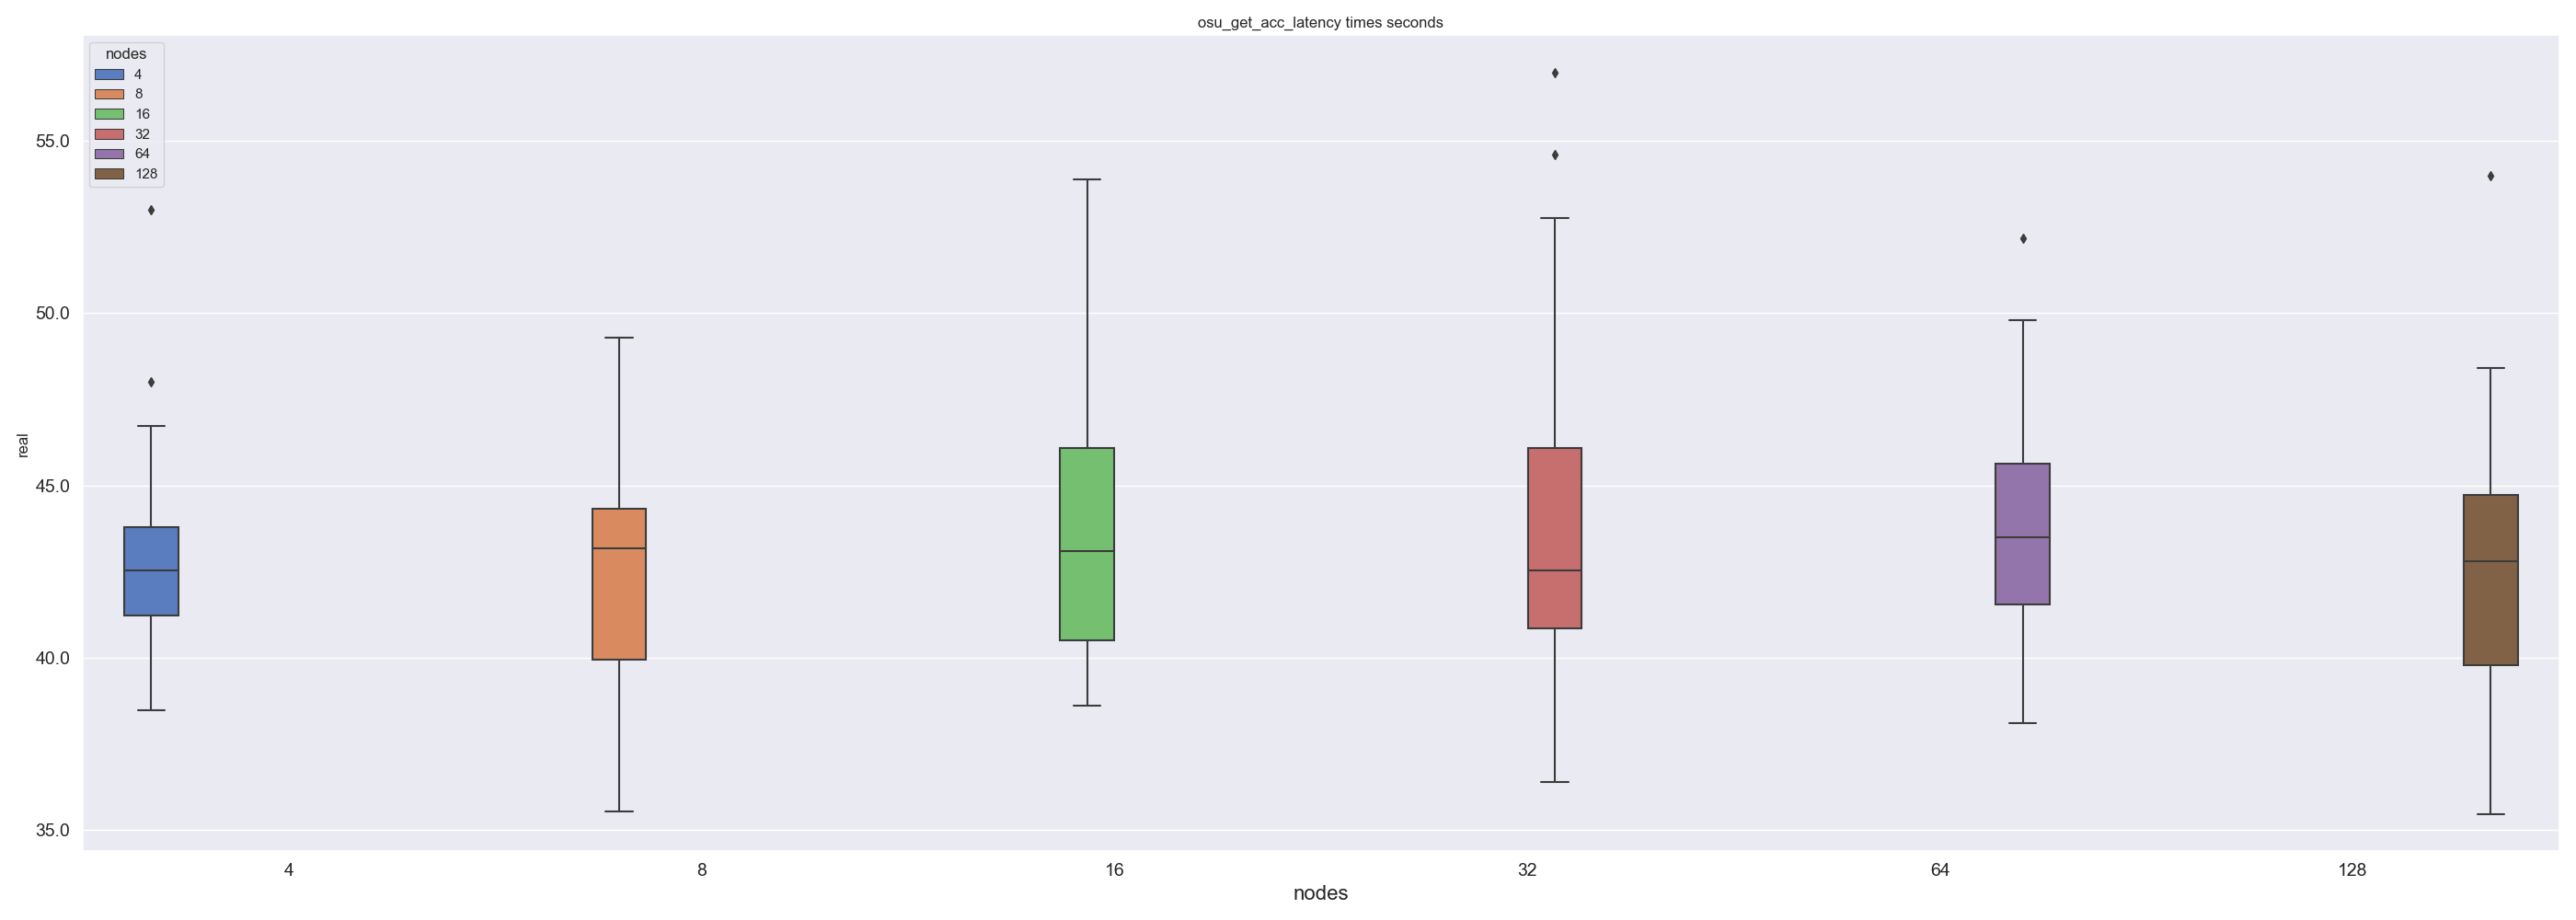 osu_get_acc_latency times seconds
nodes
4
8
16
32
64
128
55.0
50.0
45.0
40.0
35.0
real
4 8 16 32 64 128
nodes